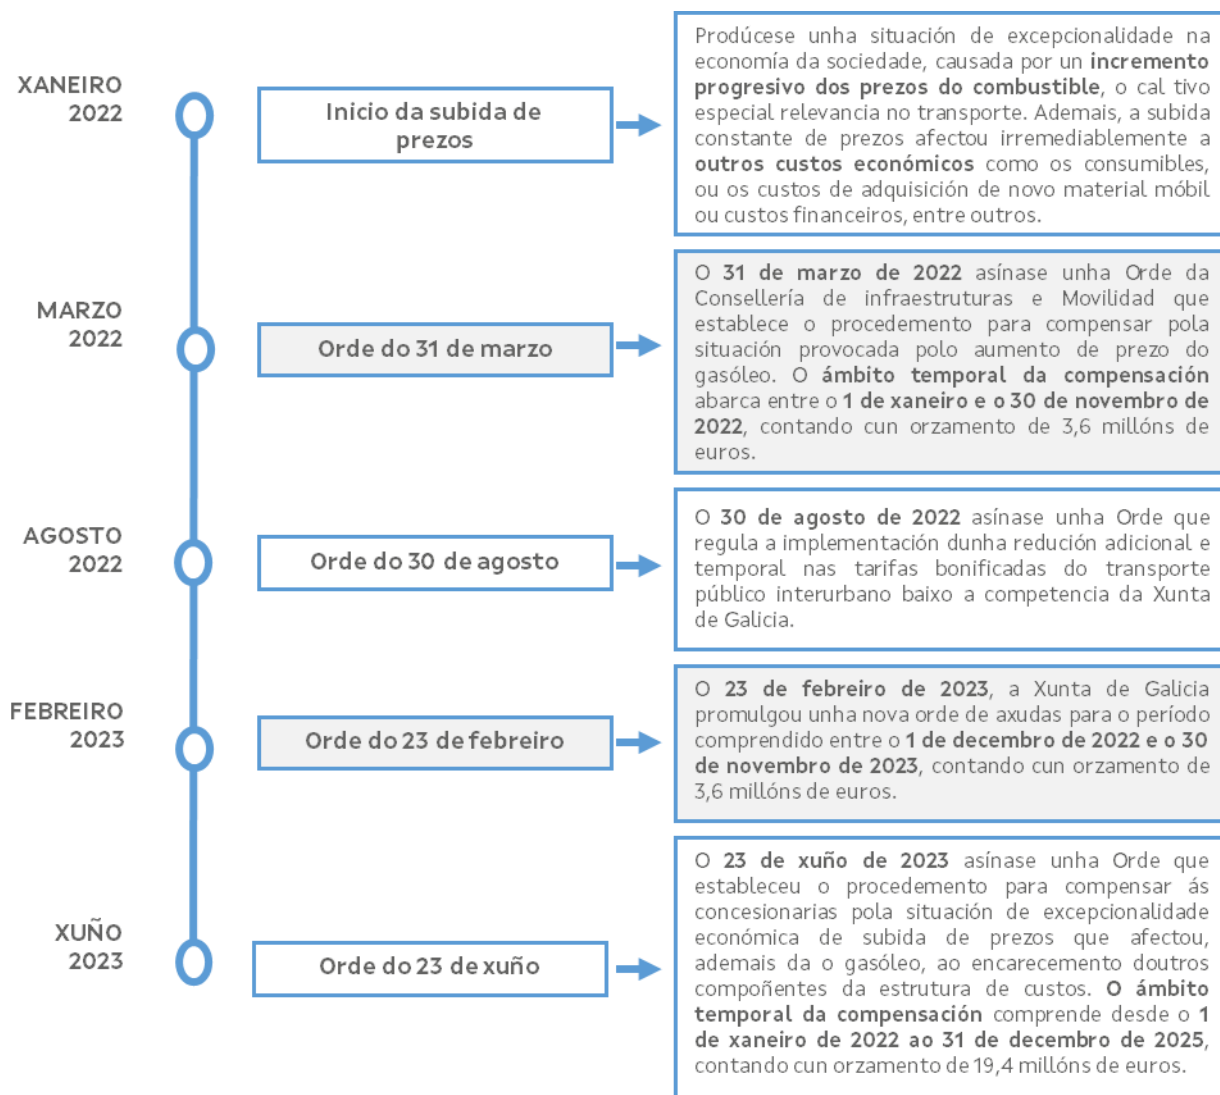 XANEIRO
2022
Inicio da subida de
prezos
Prodúcese unha situación de excepcionalidade na
economía da sociedade, causada por un incremento
progresivo dos prezos do combustible, o cal tivo
especial relevancia no transporte. Ademais, a subida
constante de prezos afectou irremediablemente a
outros custos económicos como os consumibles,
ou os custos de adquisición de novo material móbil
ou custos financeiros, entre outros.
MARZO
2022
Orde do 31 de marzo
O 31 de marzo de 2022 asínase unha Orde da
Consellería de infraestruturas e Movilidad que
establece o procedemento para compensar pola
situación provocada polo aumento de prezo do
gasóleo. O ámbito temporal da compensación
abarca entre o 1 de xaneiro e o 30 de novembro de
2022, contando cun orzamento de 3,6 millóns de
euros.
AGOSTO
2022
Orde do 30 de agosto
O 30 de agosto de 2022 asínase unha Orde que
regula a implementación dunha redución adicional e
temporal nas tarifas bonificadas do transporte
público interurbano baixo a competencia da Xunta
de Galicia.
FEBREIRO
2023
Orde do 23 de febreiro
O 23 de febreiro de 2023, a Xunta de Galicia
promulgou unha nova orde de axudas para o período
comprendido entre o 1 de decembro de 2022 e o 30
de novembro de 2023, contando cun orzamento de
3,6 millóns de euros.
XUÑO
2023
Orde do 23 de xuño
O 23 de xuño de 2023 asínase unha Orde que
estableceu o procedemento para compensar ás
concesionarias pola situación de excepcionalidade
económica de subida de prezos que afectou,
ademais da o gasóleo, ao encarecemento doutros
compoñentes da estrutura de custos. O ámbito
temporal da compensación comprende desde o 1
de xaneiro de 2022 ao 31 de decembro de 2025,
contando cun orzamento de 19,4 millóns de euros.